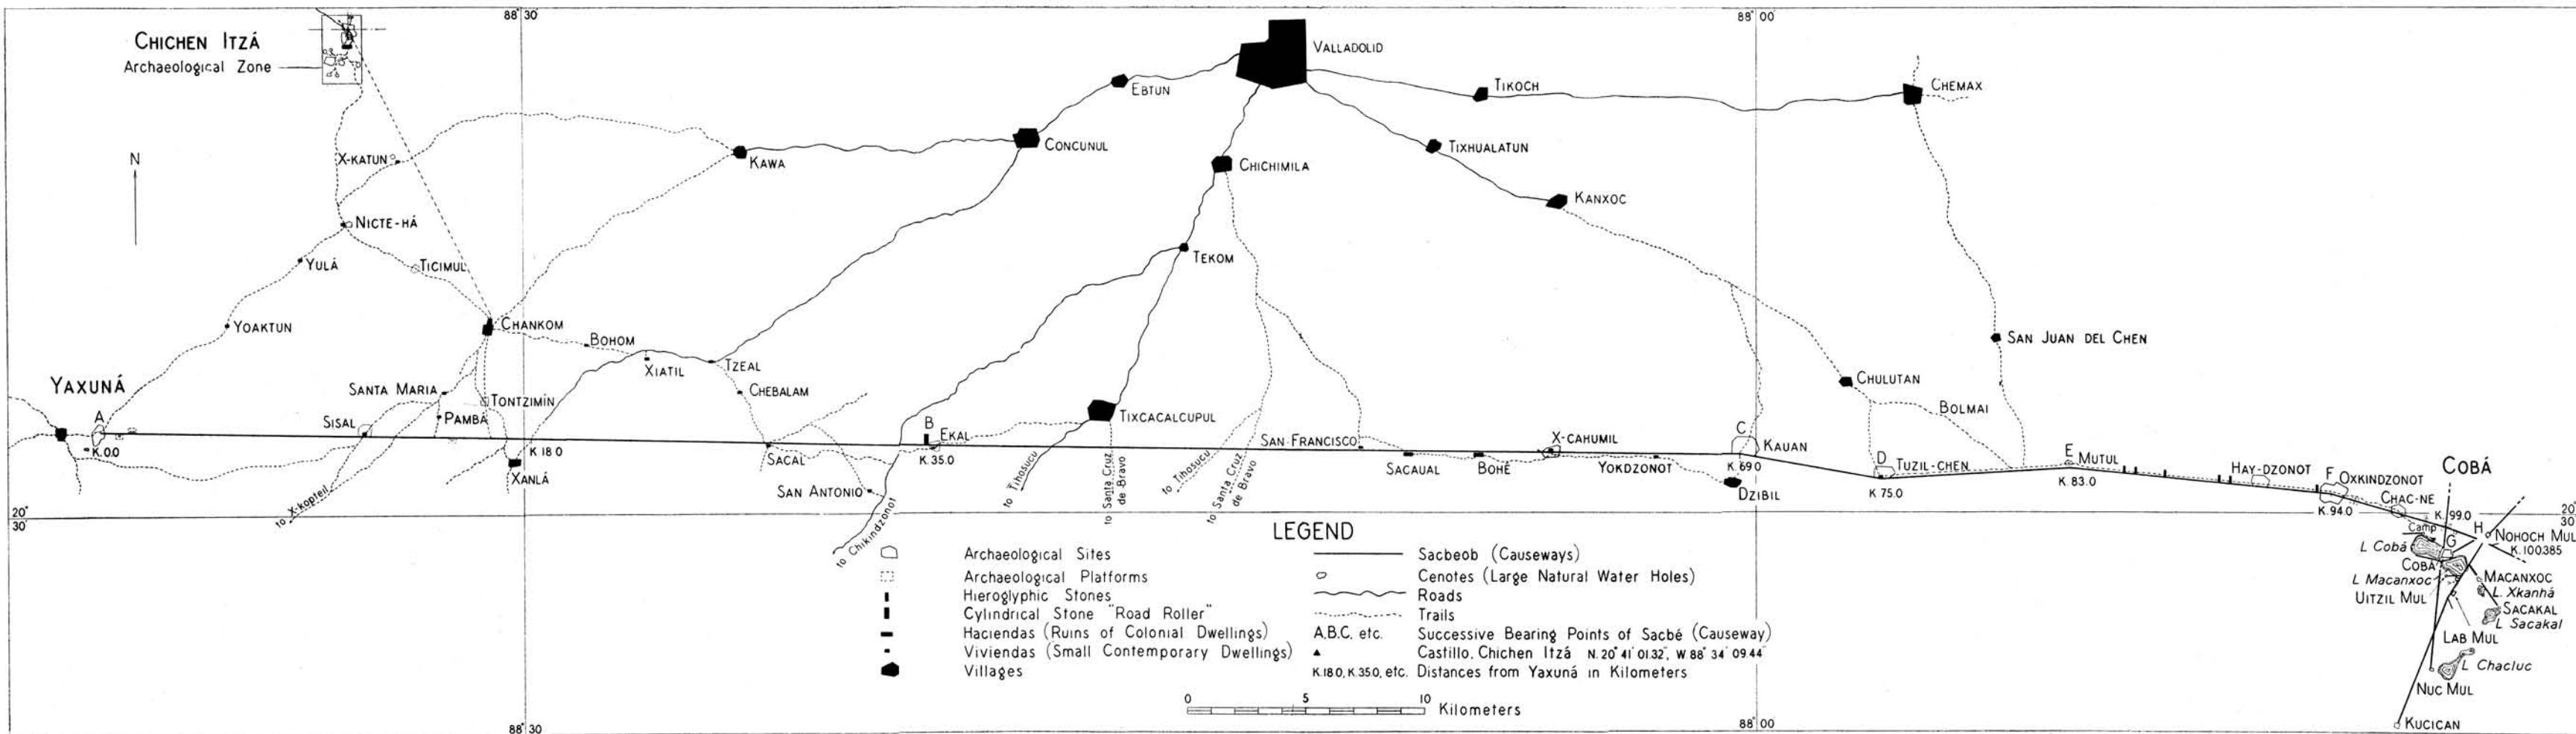 88° 30'
88° 00'
CHICHEN ITZÁ
Archaeological Zone
VALLADOLID
EBTUN
TIKOCH
CHEMAX
N
X-KATUN
KAWA
CONCUNUL
CHICHIMILA
TIXHUALATUN
KANXOC
NICTE-HÁ
YULÁ
TICIMUL
TEKOM
YOAKTUN
CHANKOM
BOHOM
XIATIL
TZEAL
SAN JUAN DEL CHEN
YAXUNÁ
SANTA MARIA
TONTZIMÍN
CHEBALAM
CHULUTAN
BOLMAI
A
SISAL
PAMBÁ
B
EKAL
TIXCACALCUPUL
SAN FRANCISCO
X-CAHUMIL
C
KAUAN
K.0.0
K 18 0
SACAL
K.35.0
SACAUAL
BOHÉ
YOKDZONOT
K 69.0
D
TUZIL-CHEN
E
MUTUL
HAY-DZONOT
F
OXKINDZONOT
COBÁ
XANLÁ
SAN ANTONIO
DZIBIL
K 75.0
K 83.0
K.94.0
CHAC-NE
to X-kopteil
to Chikindzonot
to Tihosucu
to Santa Cruz
de Bravo
to Tihosucu
to Santa Cruz
de Bravo
20°
30
20°
30
K.99.0
Camp
H
NOHOCH MUL
K.100.385
L Cobá
G
COBÁ
L Macanxoc
MACANXOC
L. Xkanhá
UITZIL MUL
SACAKAL
L Sacakal
LAB MUL
L Chacluc
NUC MUL
KUCICAN
LEGEND
Archaeological Sites
Archaeological Platforms
Hieroglyphic Stones
Cylindrical Stone "Road Roller"
Haciendas (Ruins of Colonial Dwellings)
Viviendas (Small Contemporary Dwellings)
Villages
Sacbeob (Causeways)
Cenotes (Large Natural Water Holes)
Roads
Trails
A,B,C, etc. Successive Bearing Points of Sacbé (Causeway)
Castillo, Chichen Itzá N. 20° 41' 01.32", W. 88° 34' 09.44"
K.18.0, K.35.0, etc. Distances from Yaxuná in Kilometers
0 5 10 Kilometers
88° 30
88° 00'